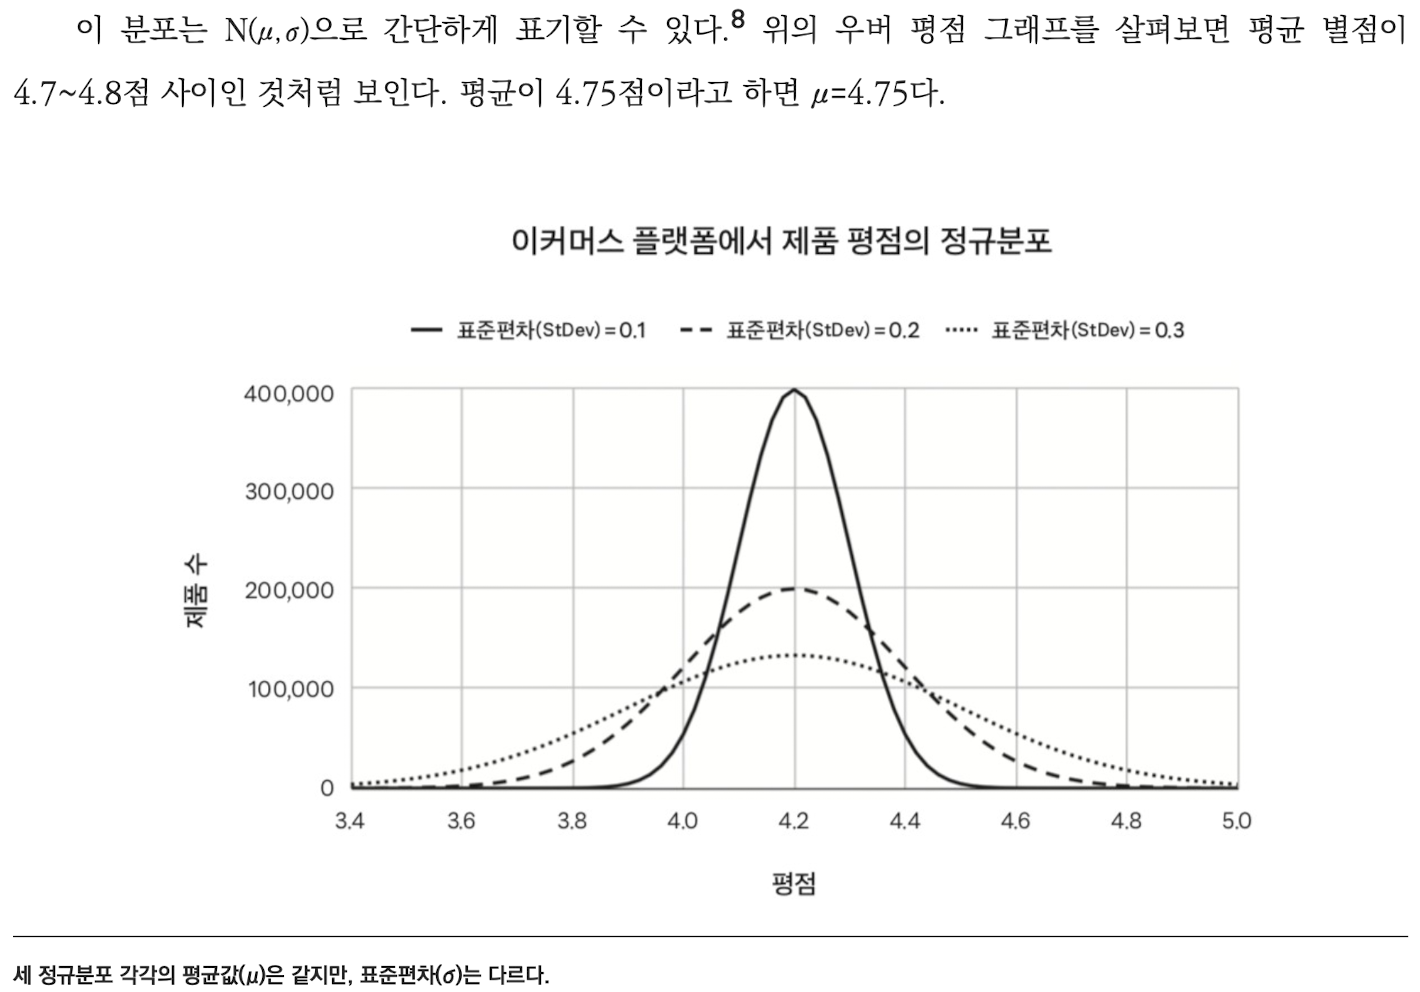 이 분포는 N(μ,σ)으로 간단하게 표기할 수 있다.8 위의 우버 평점 그래프를 살펴보면 평균 별점이
4.7~4.8점 사이인 것처럼 보인다. 평균이 4.75점이라고 하면 μ=4.75다.
이커머스 플랫폼에서 제품 평점의 정규분포
표준편차(StDev)=0.1 표준편차(StDev)=0.2 표준편차(StDev)=0.3
400,000
300,000
200,000
100,000
0
제품 수
3.4 3.6 3.8 4.0 4.2 4.4 4.6 4.8 5.0
평점
세 정규분포 각각의 평균값(μ)은 같지만, 표준편차(σ)는 다르다.